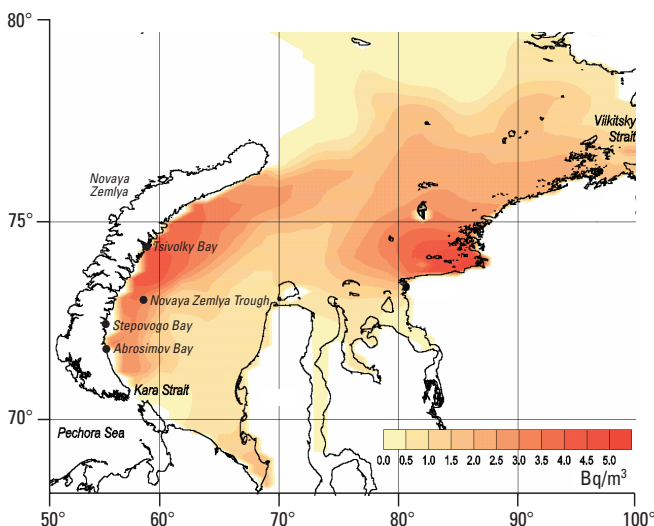 80°
Vilkitsky
Strait
Novaya
Zemlya
75°
Tsivolky Bay
Novaya Zemlya Trough
Stepovogo Bay
Abrosimov Bay
Kara Strait
70°
Pechora Sea
0.0 0.5 1.0 1.5 2.0 2.5 3.0 3.5 4.0 4.5 5.0
Bq/m³
50° 60° 70° 80° 90° 100°